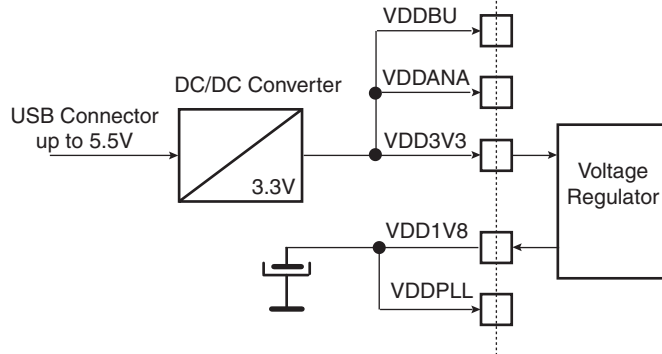 VDDBU
DC/DC Converter
VDDANA
USB Connector
up to 5.5V
VDD3V3
3.3V
Voltage
Regulator
VDD1V8
VDDPLL